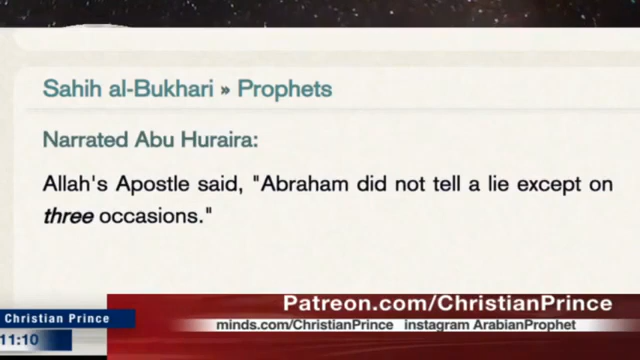 Sahih al-Bukhari » Prophets
Narrated Abu Huraira:
Allah's Apostle said, "Abraham did not tell a lie except on
three occasions."
Patreon.com/ChristianPrince
Christian Prince
minds.com/ChristianPrince instagram ArabianProphet
11:10